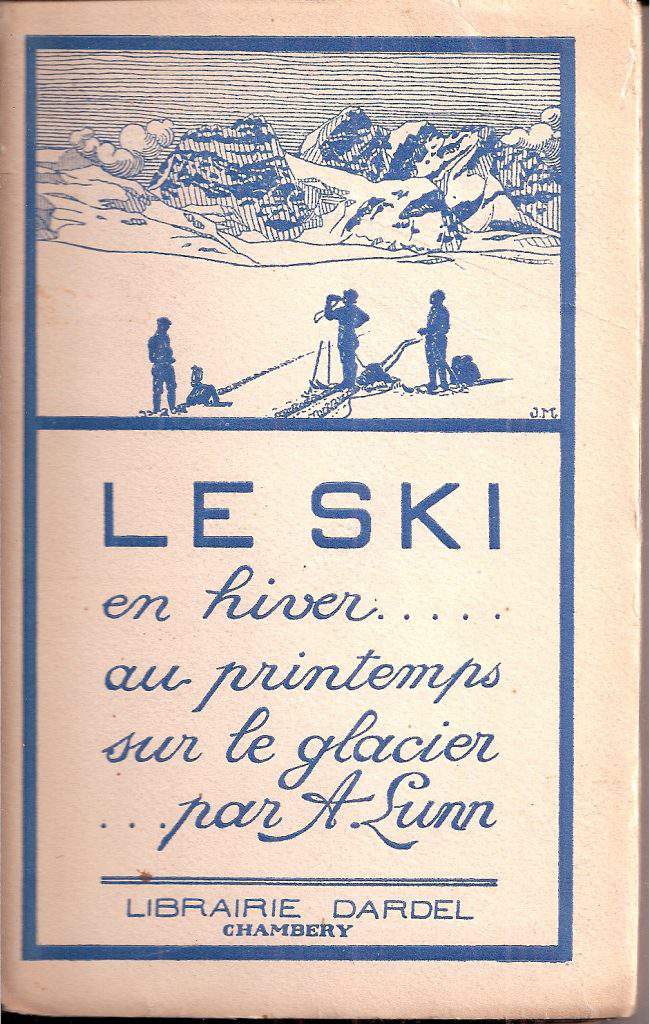 J.M.
LE SKI
en hiver.....
au printemps
sur le glacier
...par A. Lunn
LIBRAIRIE DARDEL
CHAMBERY